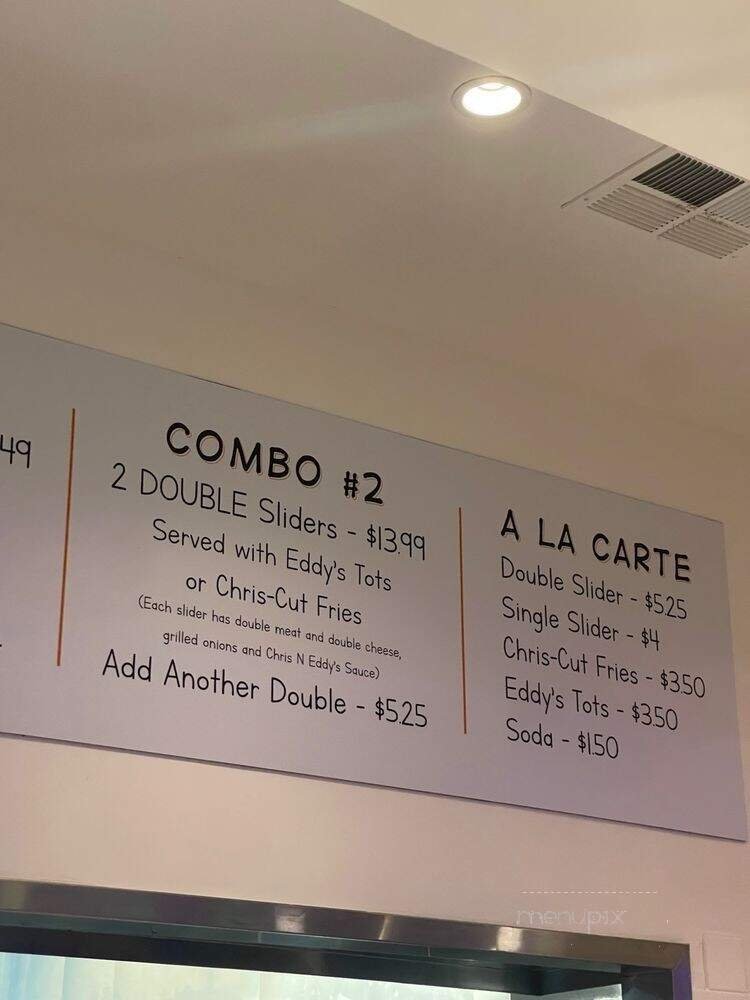 49
COMBO #2
2 DOUBLE Sliders - $13.99
Served with Eddy's Tots
or Chris-Cut Fries
(Each slider has double meat and double cheese,
grilled onions and Chris N Eddy's Sauce)
Add Another Double - $5.25
A LA CARTE
Double Slider - $5.25
Single Slider - $4
Chris-Cut Fries - $3.50
Eddy's Tots - $3.50
Soda - $1.50
menupix